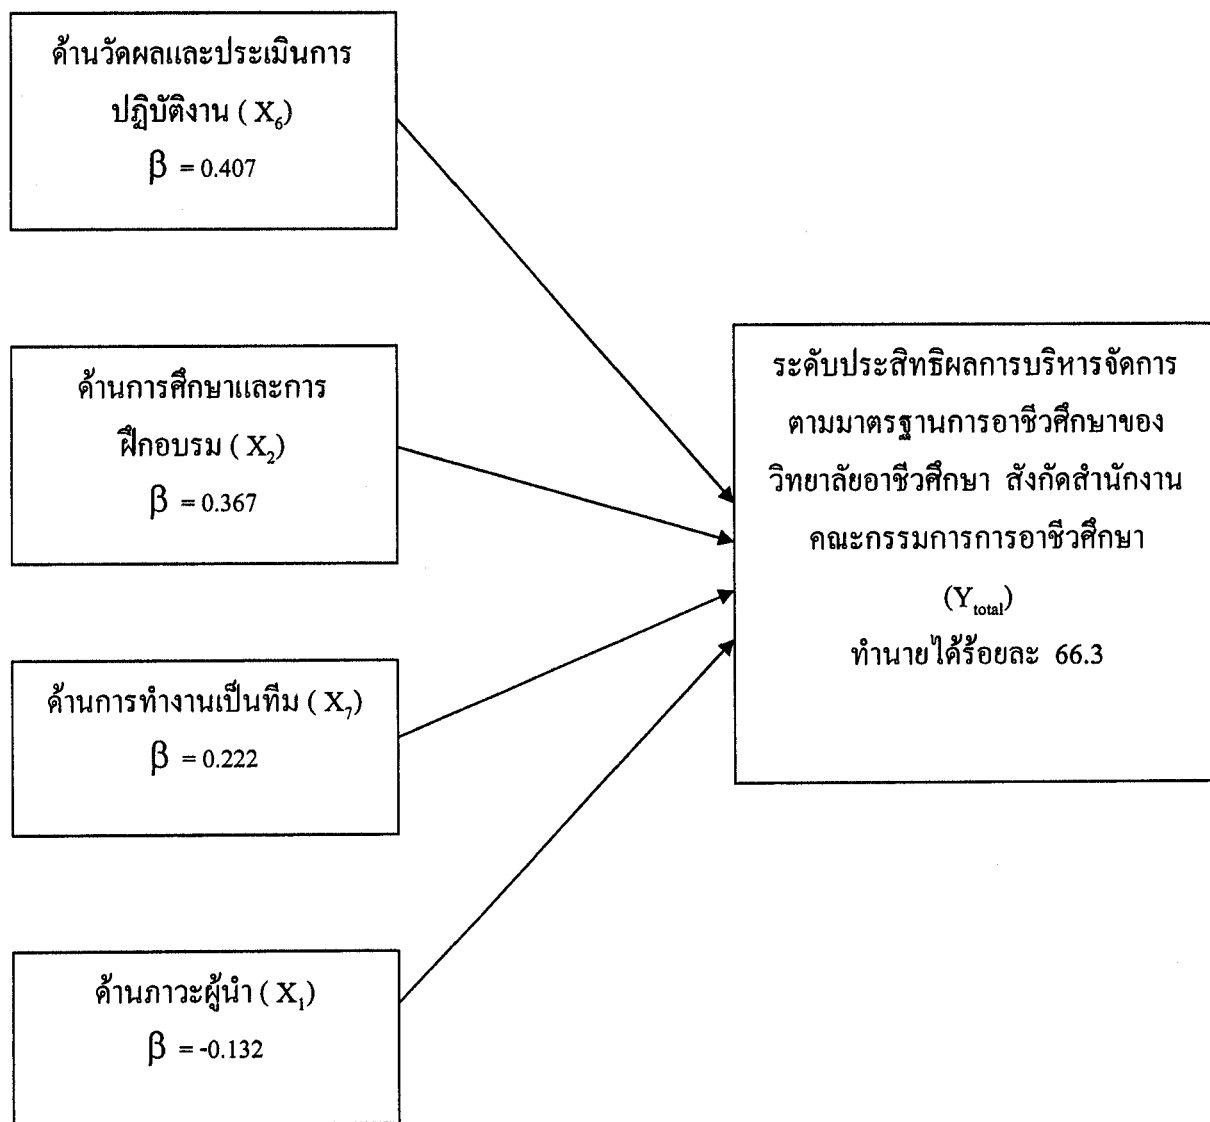 ด้านวัดผลและประเมินการ
ปฏิบัติงาน ( X₆)
β = 0.407
ด้านการศึกษาและการ
ฝึกอบรม ( X₂)
β = 0.367
ด้านการทำงานเป็นทีม ( X₇)
β = 0.222
ด้านภาวะผู้นำ ( X₁)
β = -0.132
ระดับประสิทธิผลการบริหารจัดการ
ตามมาตรฐานการอาชีวศึกษาของ
วิทยาลัยอาชีวศึกษา สังกัดสำนักงาน
คณะกรรมการการอาชีวศึกษา
(Y total)
ทำนายได้ร้อยละ 66.3